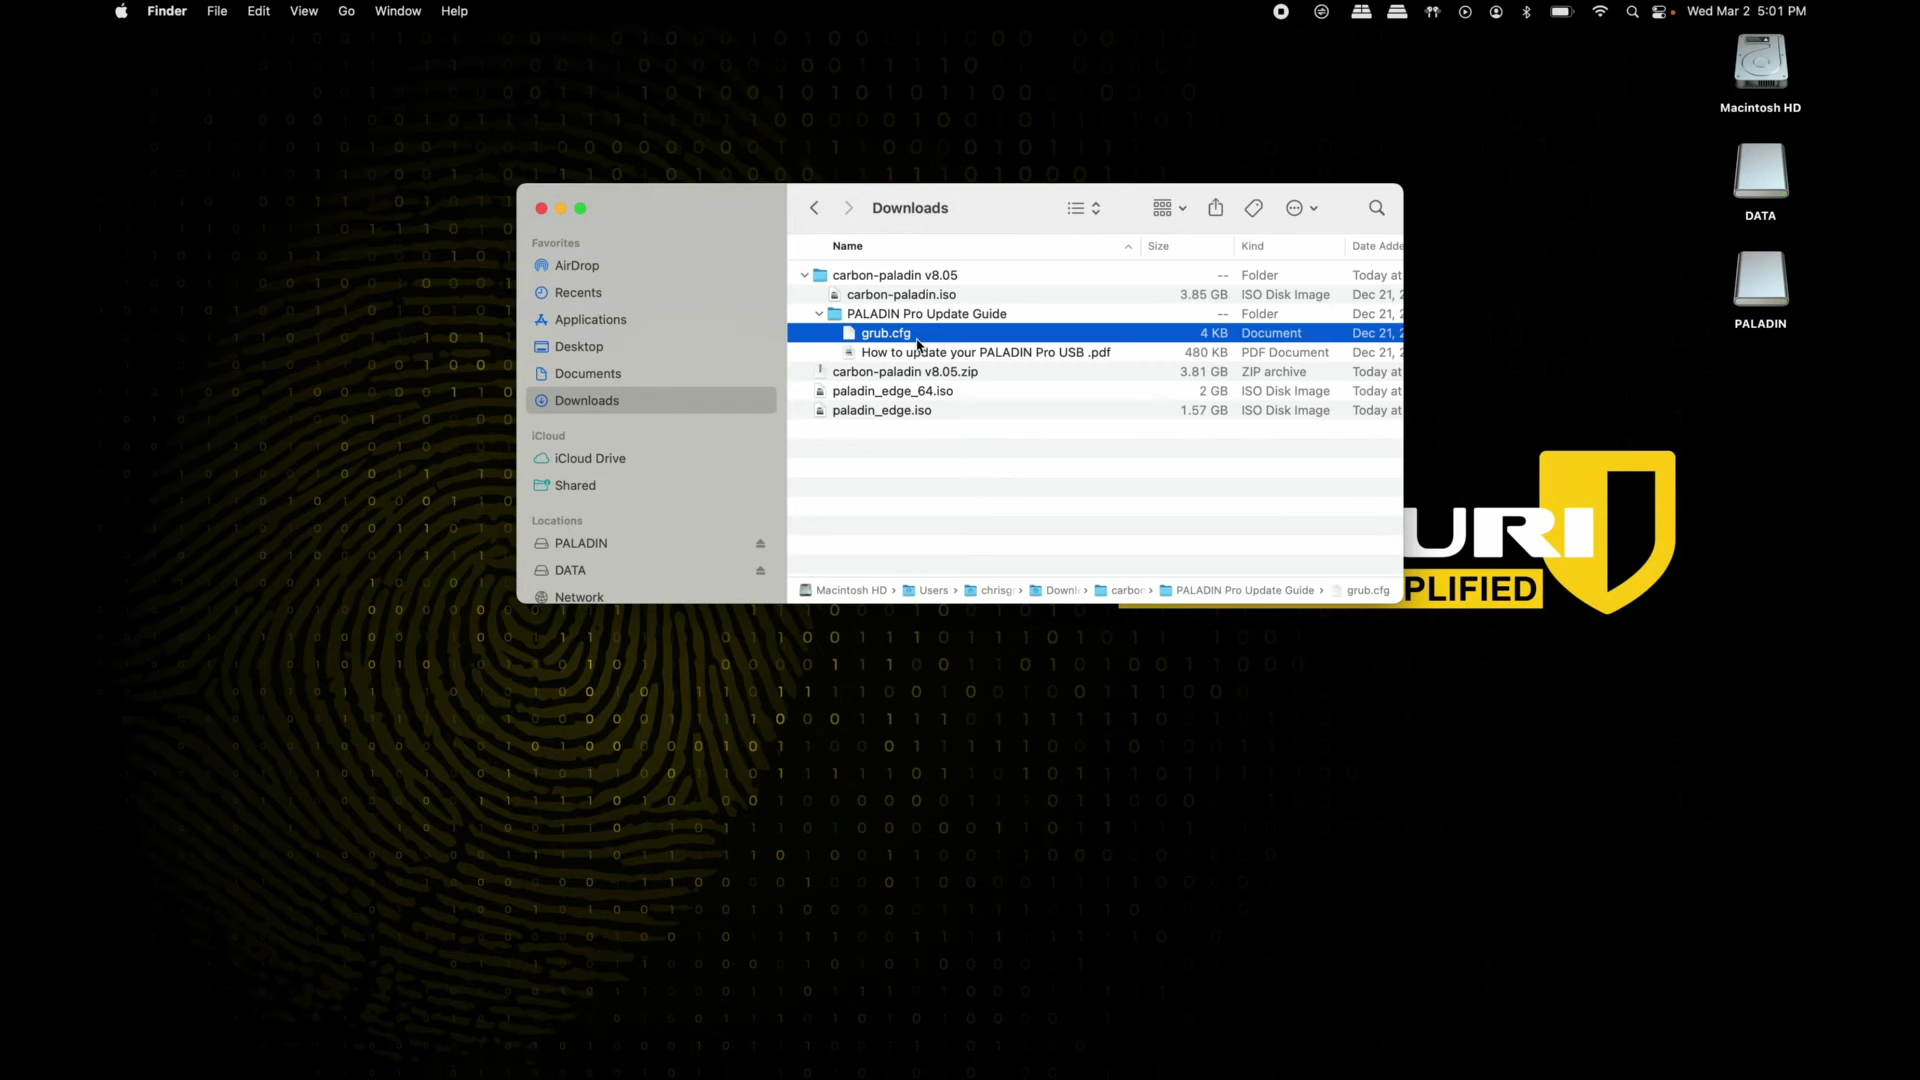 Finder File Edit View Go Window Help Wed Mar 2 5:01 PM
Macintosh HD
DATA
PALADIN
Downloads
Favorites
AirDrop
Recents
Applications
Desktop
Documents
Downloads
iCloud
iCloud Drive
Shared
Locations
PALADIN
DATA
Network
Name Size Kind Date Adde
carbon-paladin v8.05 -- Folder Today at
carbon-paladin.iso 3.85 GB ISO Disk Image Dec 21, 2
PALADIN Pro Update Guide -- Folder Dec 21, 2
grub.cfg 4 KB Document Dec 21, 2
How to update your PALADIN Pro USB .pdf 480 KB PDF Document Dec 21, 2
carbon-paladin v8.05.zip 3.81 GB ZIP archive Today at
paladin_edge_64.iso 2 GB ISO Disk Image Today at
paladin_edge.iso 1.57 GB ISO Disk Image Today at
Macintosh HD › Users › chrisg › Downl › carbon › PALADIN Pro Update Guide › grub.cfg
URI
PLIFIED